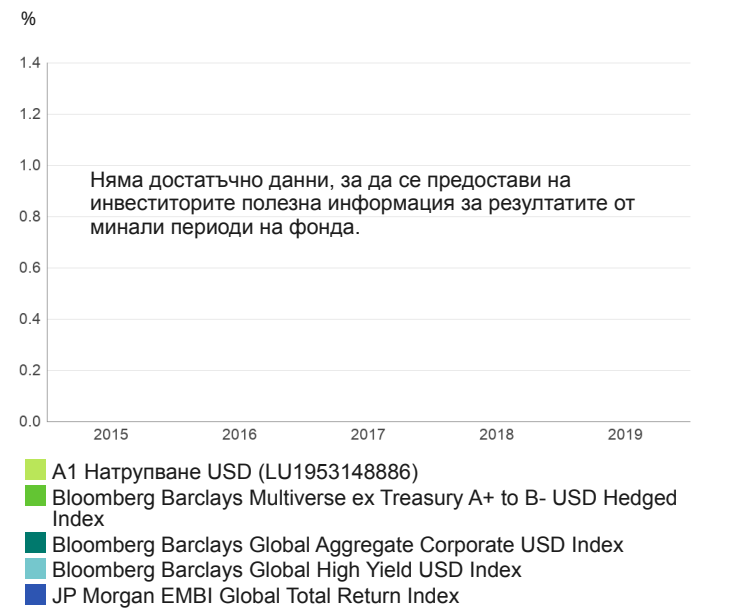 %
1.4
1.2
1.0
Няма достатъчно данни, за да се предостави на
инвеститорите полезна информация за резултатите от
0.8
минали периоди на фонда.
0.6
0.4
0.2
0.0
2015 2016 2017 2018 2019
A1 Натрупване USD (LU1953148886)
Bloomberg Barclays Multiverse ex Treasury A+ to B- USD Hedged
Index
Bloomberg Barclays Global Aggregate Corporate USD Index
Bloomberg Barclays Global High Yield USD Index
JP Morgan EMBI Global Total Return Index